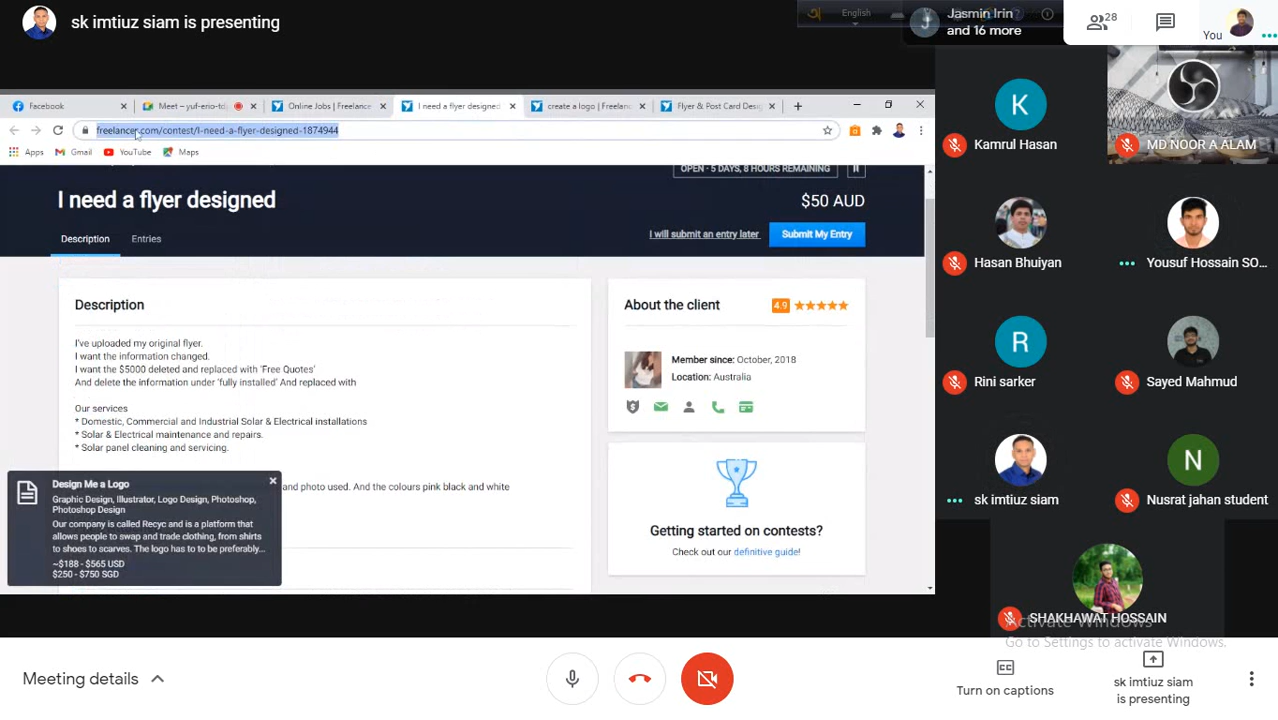 sk imtiuz siam is presenting
English
Jasmin Irin
and 16 more
28
You
Facebook
Meet – yuf-erio-td
Online Jobs | Freelance
I need a flyer designed
create a logo | Freelanc
Flyer & Post Card Desi
freelancer.com/contest/I-need-a-flyer-designed-1874944
Apps
Gmail
YouTube
Maps
OPEN - 5 DAYS, 8 HOURS REMAINING
I need a flyer designed
$50 AUD
Description
Entries
I will submit an entry later
Submit My Entry
Description
I've uploaded my original flyer.
I want the information changed.
I want the $5000 deleted and replaced with 'Free Quotes'
And delete the information under 'fully installed' And replaced with
Our services
* Domestic, Commercial and Industrial Solar & Electrical installations
* Solar & Electrical maintenance and repairs.
* Solar panel cleaning and servicing.
and photo used. And the colours pink black and white
About the client
4.9
Member since: October, 2018
Location: Australia
Getting started on contests?
Check out our definitive guide!
Design Me a Logo
Graphic Design, Illustrator, Logo Design, Photoshop,
Photoshop Design
Our company is called Recyc and is a platform that
allows people to swap and trade clothing, from shirts
to shoes to scarves. The logo has to to be preferably...
~$188 - $565 USD
$250 - $750 SGD
K
Kamrul Hasan
MD NOOR A ALAM
Hasan Bhuiyan
Yousuf Hossain SO...
R
Rini sarker
Sayed Mahmud
sk imtiuz siam
N
Nusrat jahan student
SHAKHAWAT HOSSAIN
Activate Windows
Go to Settings to activate Windows.
Meeting details
CC
Turn on captions
sk imtiuz siam
is presenting